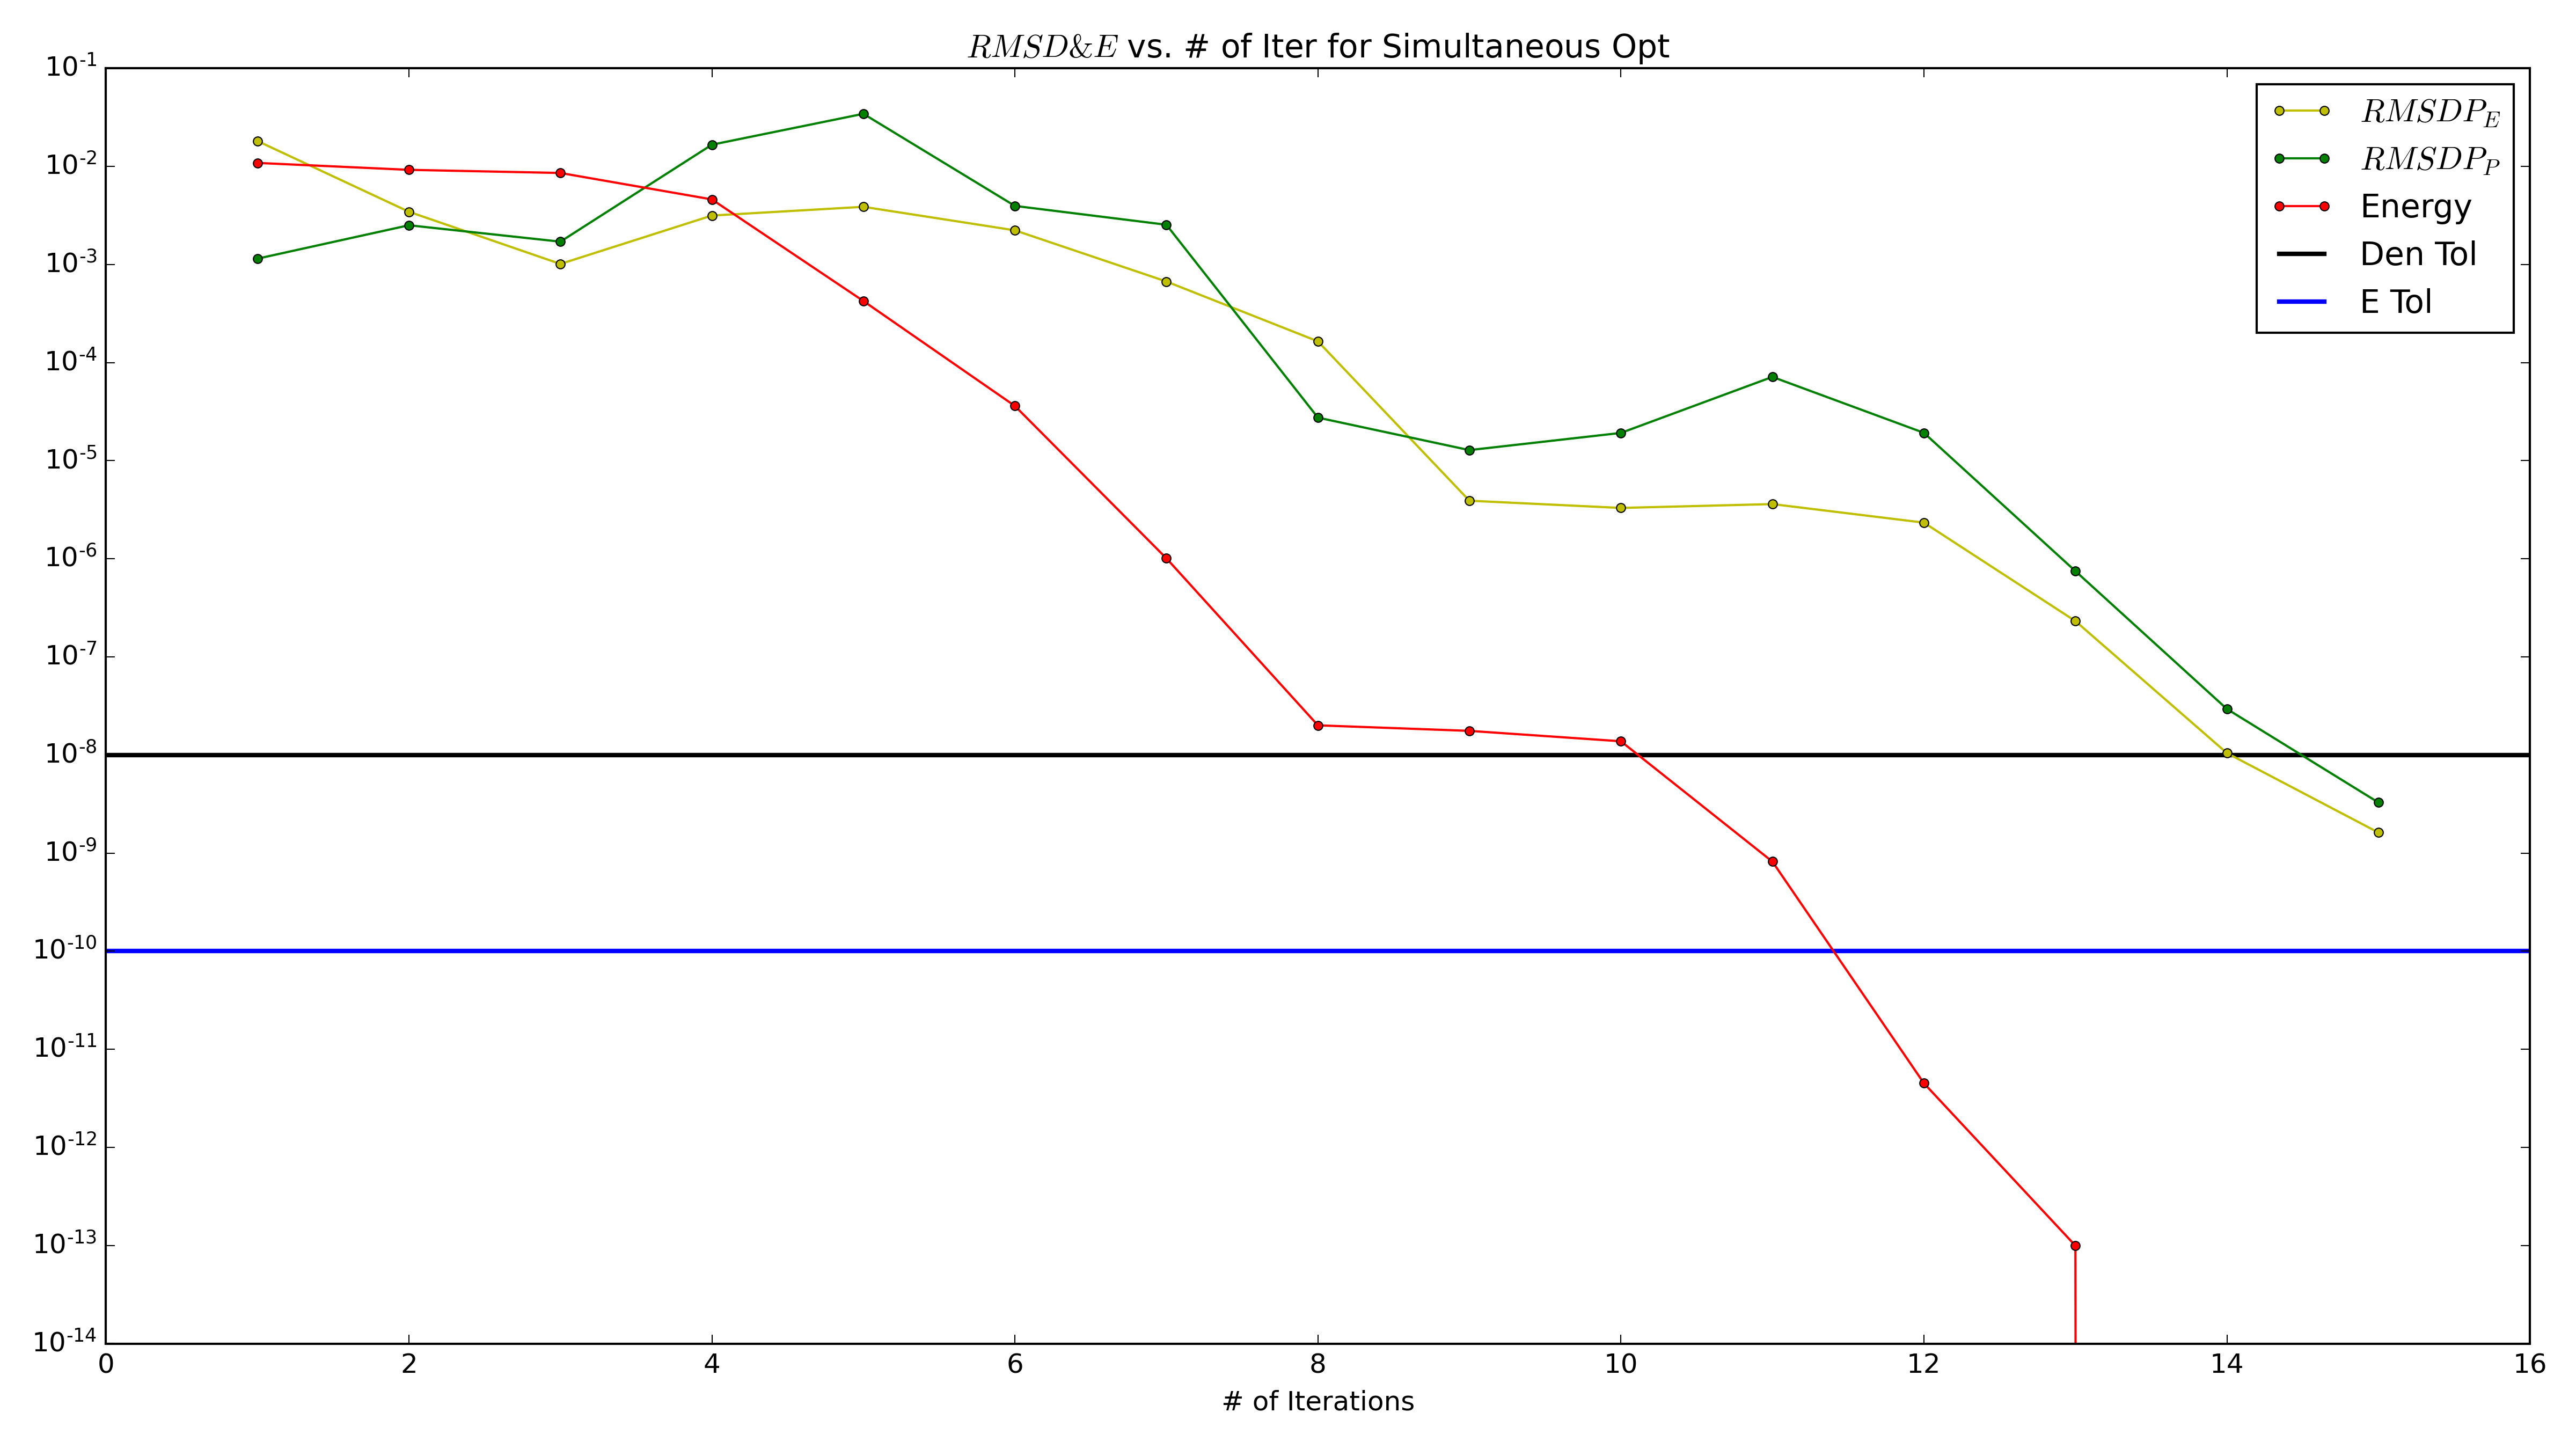 RMSD&E vs. # of Iter for Simultaneous Opt
10^-1
10^-2
10^-3
10^-4
10^-5
10^-6
10^-7
10^-8
10^-9
10^-10
10^-11
10^-12
10^-13
10^-14
RMSDP_E
RMSDP_P
Energy
Den Tol
E Tol
0 2 4 6 8 10 12 14 16
# of Iterations